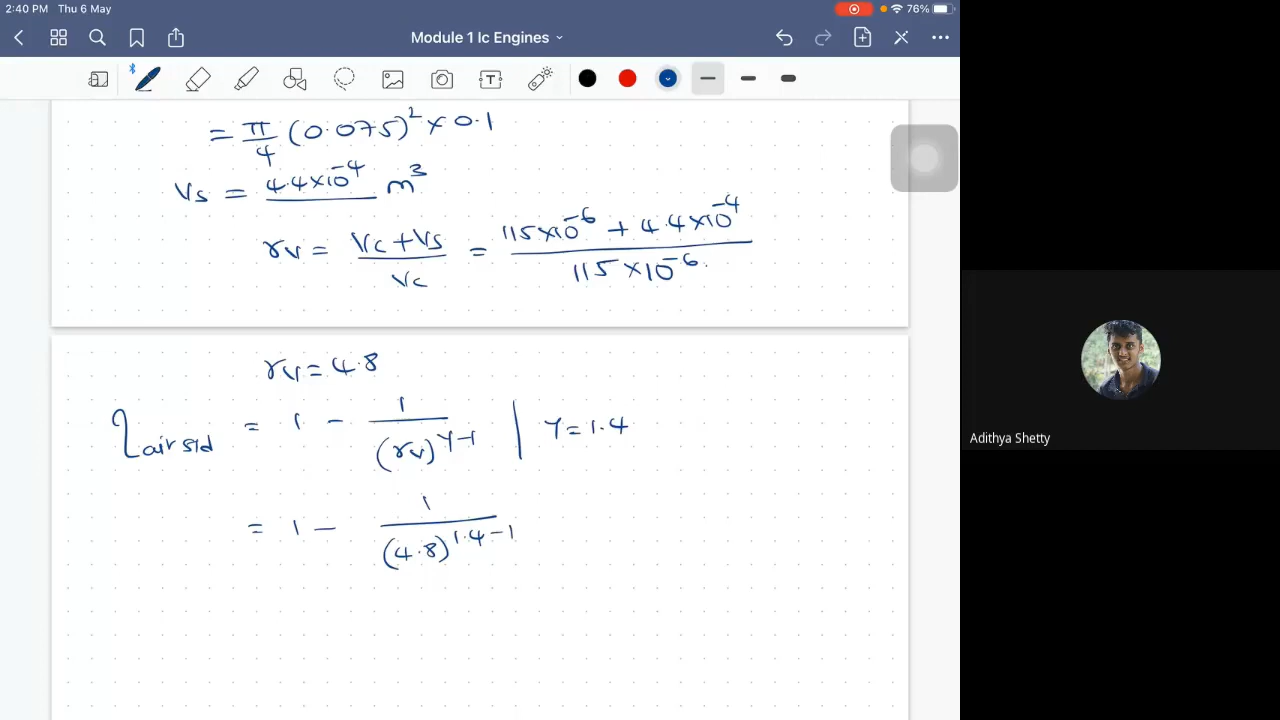 2:40 PM Thu 6 May
76%
Module 1 Ic Engines
= π/4 (0.075)² × 0.1
Vs = 4.4×10⁻⁴ m³
rv = Vc + Vs / Vc = 115×10⁻⁶ + 4.4×10⁻⁴ / 115×10⁻⁶
rv = 4.8
η air std = 1 - 1/(rv)^γ-1 | γ = 1.4
= 1 - 1/(4.8)^1.4-1
Adithya Shetty